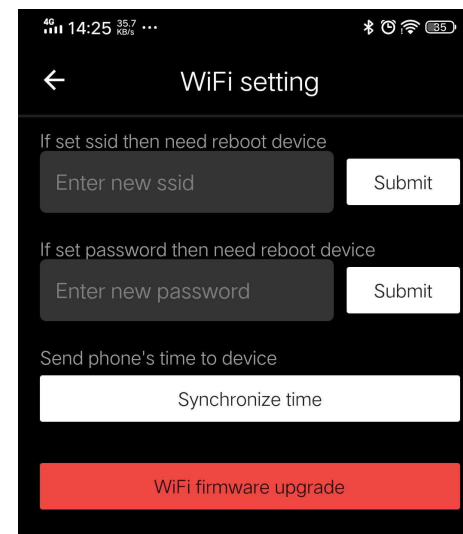 4G 14:25 35.7 KB/s ... 35
WiFi setting
If set ssid then need reboot device
Enter new ssid Submit
If set password then need reboot device
Enter new password Submit
Send phone's time to device
Synchronize time
WiFi firmware upgrade